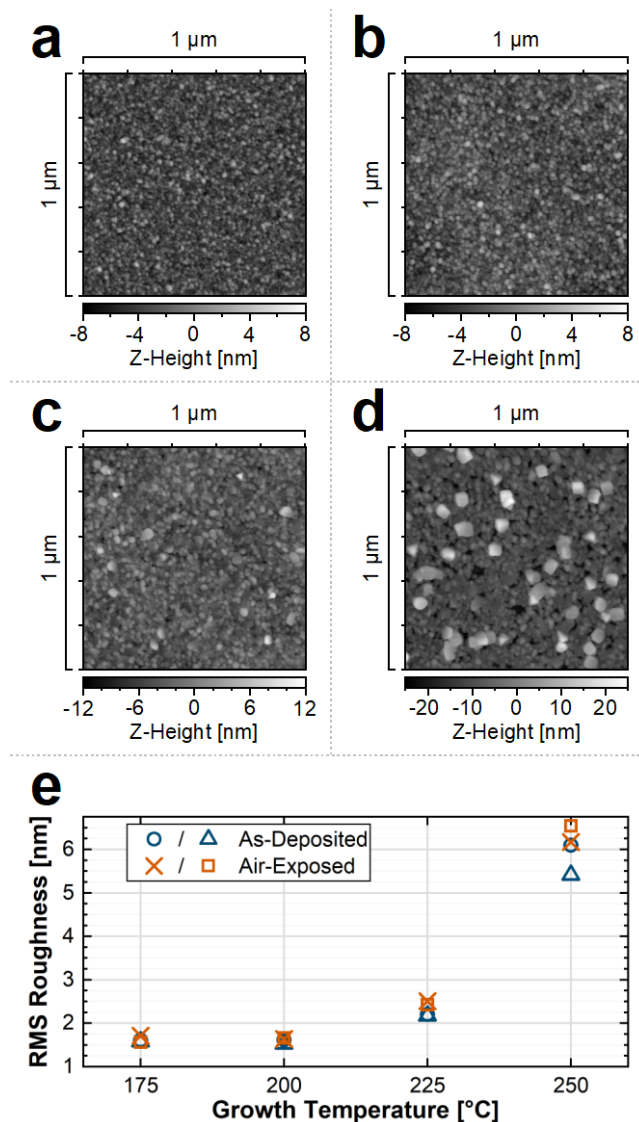 a
1 µm
1 µm
-8 -4 0 4 8
Z-Height [nm]
b
1 µm
1 µm
-8 -4 0 4 8
Z-Height [nm]
c
1 µm
1 µm
-12 -6 0 6 12
Z-Height [nm]
d
1 µm
1 µm
-20 -10 0 10 20
Z-Height [nm]
e
RMS Roughness [nm]
6
5
4
3
2
1
/ As-Deposited
/ Air-Exposed
175 200 225 250
Growth Temperature [°C]